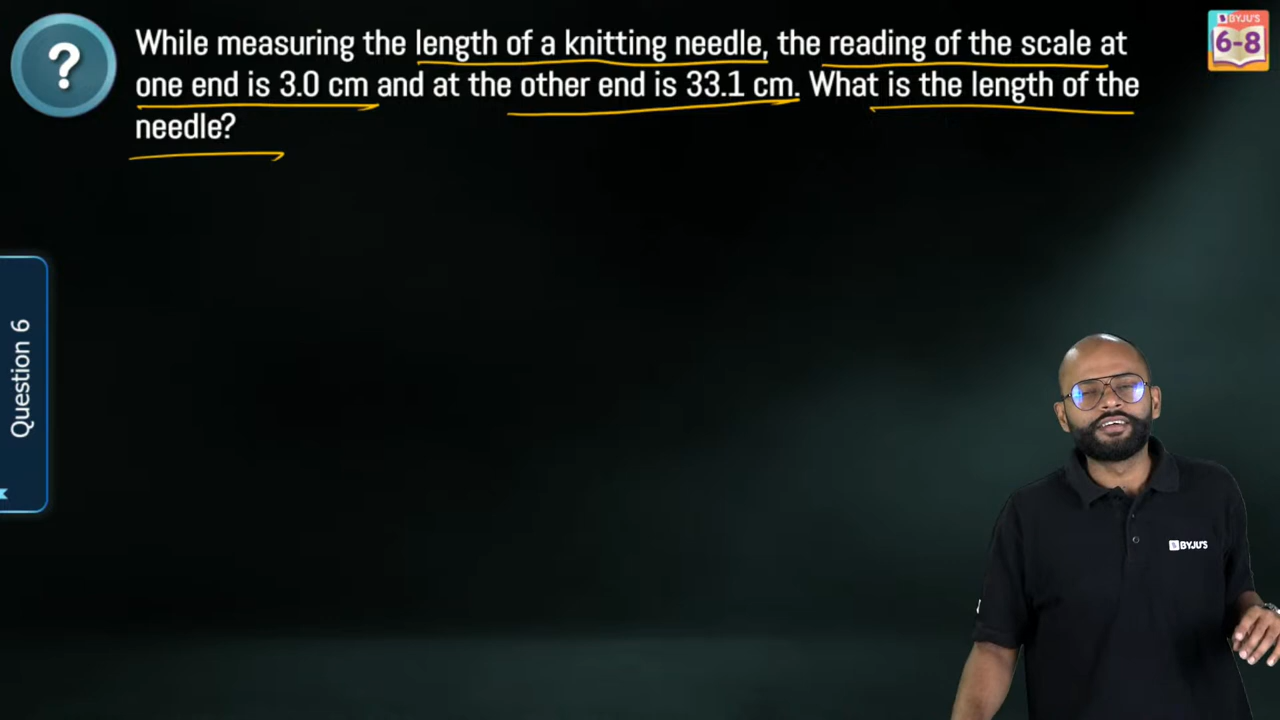 ?
While measuring the length of a knitting needle, the reading of the scale at
one end is 3.0 cm and at the other end is 33.1 cm. What is the length of the
needle?
BYJU'S
6-8
Question 6
BYJU'S